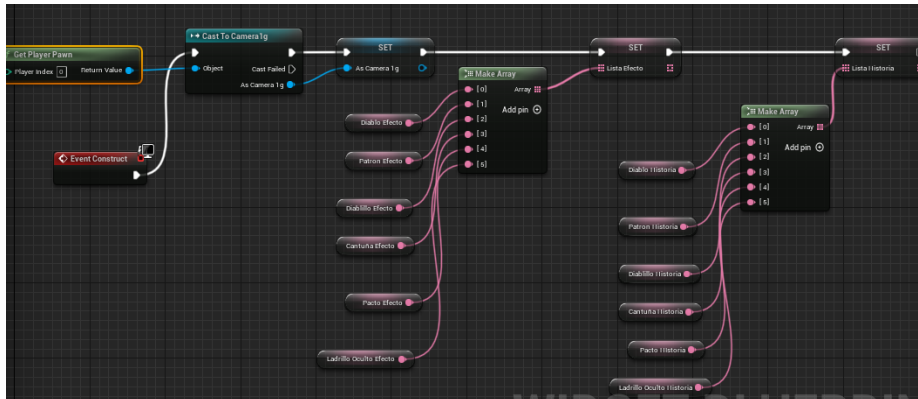 Get Player Pawn
Player Index 0
Return Value
Cast To Camera1g
Object
Cast Failed
As Camera 1g
SET
As Camera 1g
SET
Lista Efecto
SET
Lista Historia
Event Construct
Make Array
[0]
Array
[1]
Add pin
[2]
[3]
[4]
[5]
Diablo Efecto
Patron Efecto
Diablillo Efecto
Cantuña Efecto
Pacto Efecto
Ladrillo Oculto Efecto
Make Array
[0]
Array
[1]
Add pin
[2]
[3]
[4]
[5]
Diablo Historia
Patron Historia
Diablillo Historia
Cantuña Historia
Pacto Historia
Ladrillo Oculto Historia